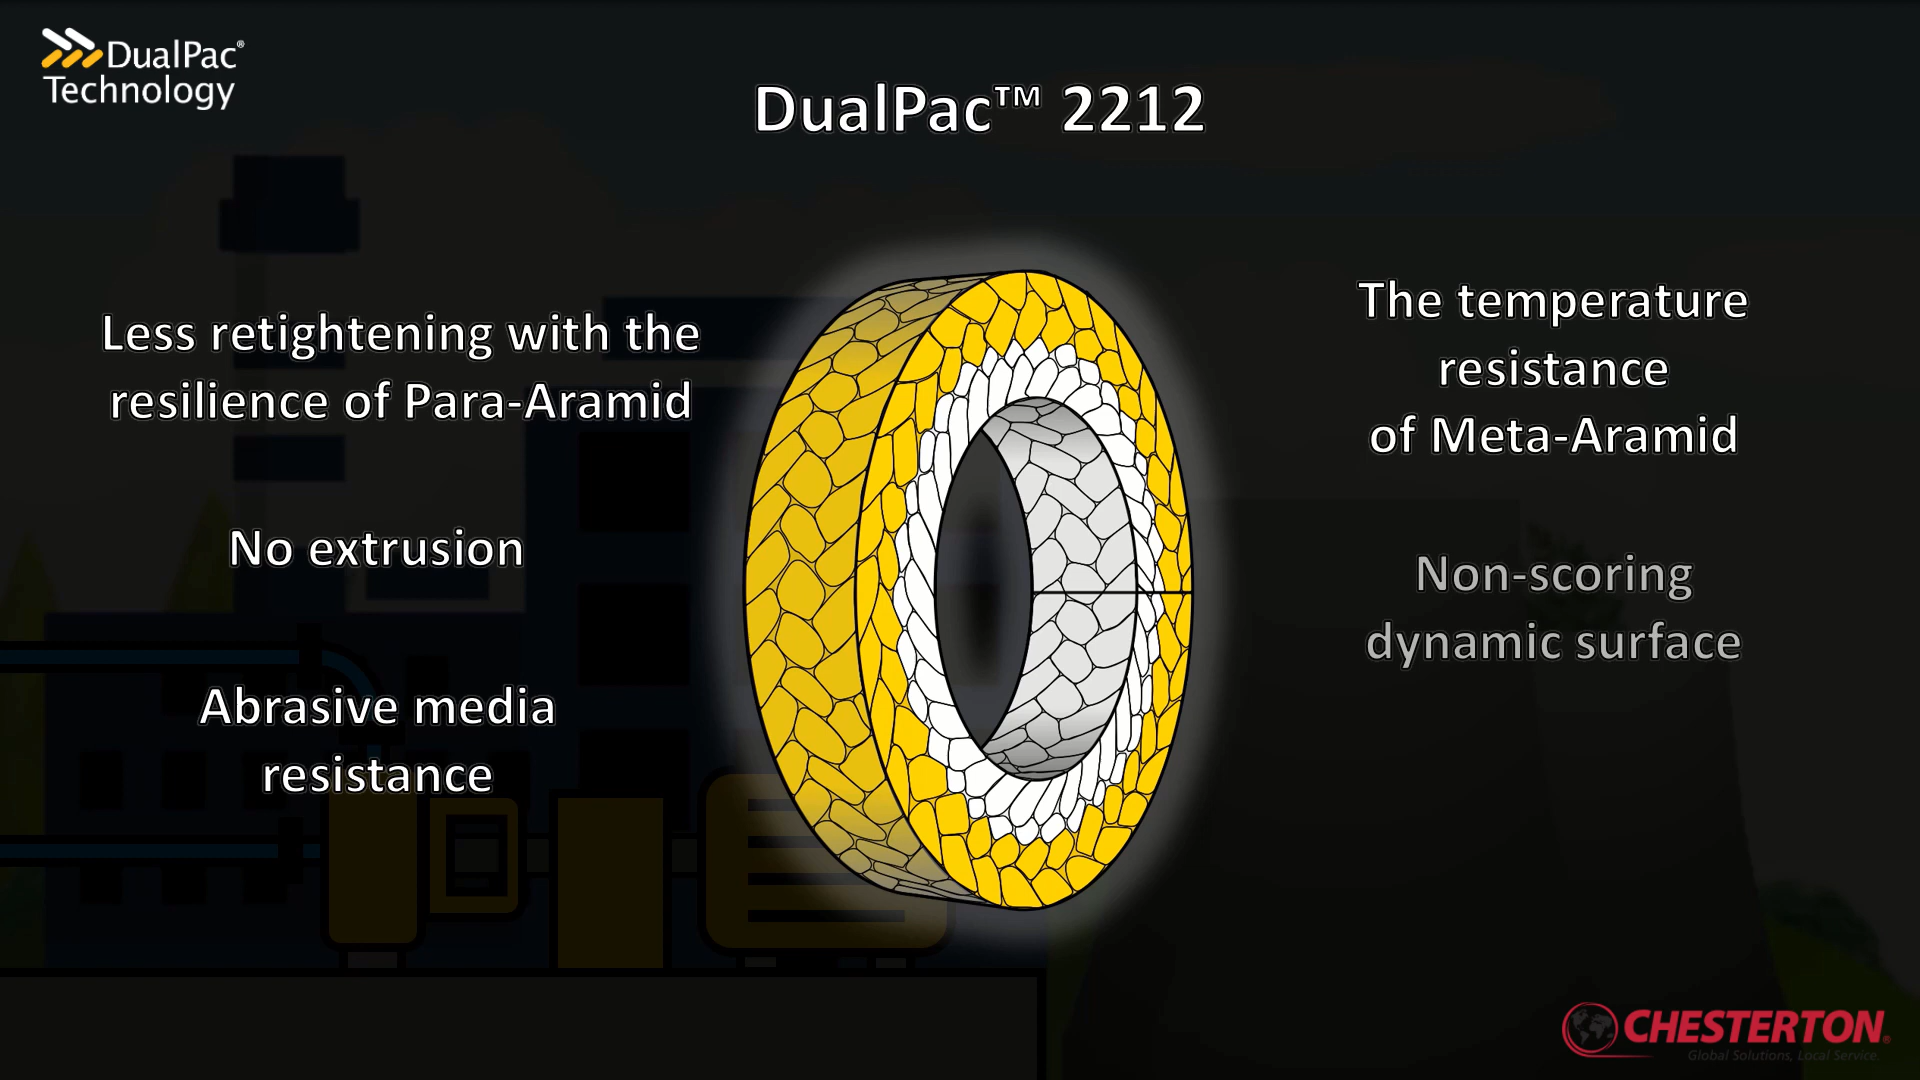 DualPac®
Technology
DualPac™ 2212
Less retightening with the
resilience of Para-Aramid
No extrusion
Abrasive media
resistance
The temperature
resistance
of Meta-Aramid
Non-scoring
dynamic surface
CHESTERTON®
Global Solutions, Local Service.